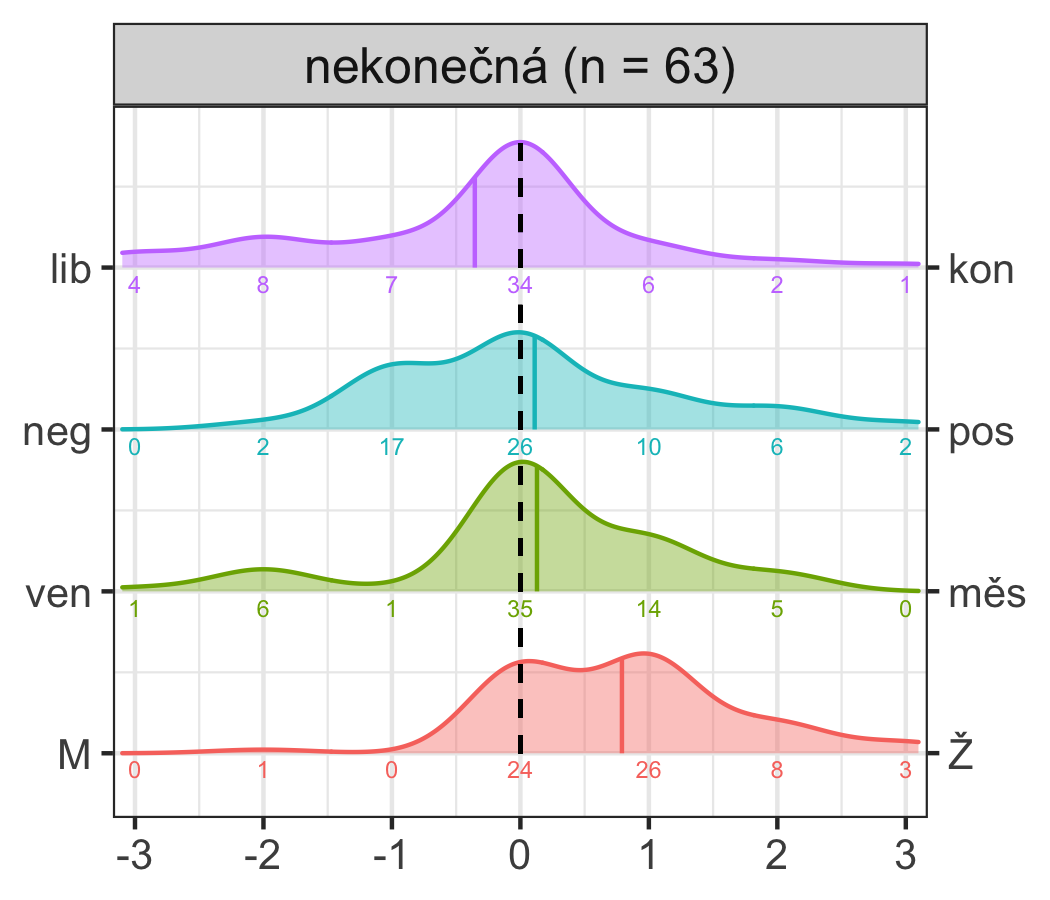 nekonečná (n = 63)
lib kon
4 8 7 34 6 2 1
neg pos
0 2 17 26 10 6 2
ven měs
1 6 1 35 14 5 0
M Ž
0 1 0 24 26 8 3
-3 -2 -1 0 1 2 3